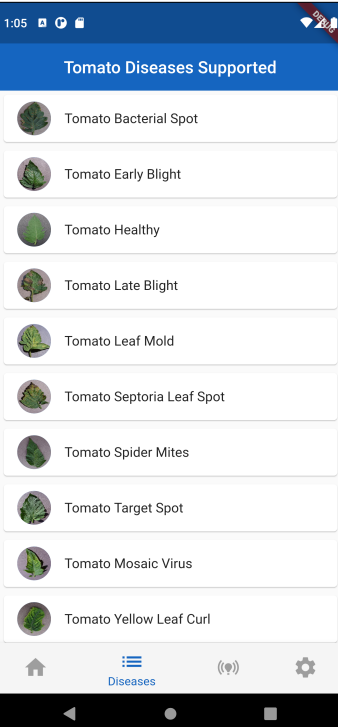 1:05
DEBUG
Tomato Diseases Supported
Tomato Bacterial Spot
Tomato Early Blight
Tomato Healthy
Tomato Late Blight
Tomato Leaf Mold
Tomato Septoria Leaf Spot
Tomato Spider Mites
Tomato Target Spot
Tomato Mosaic Virus
Tomato Yellow Leaf Curl
Diseases